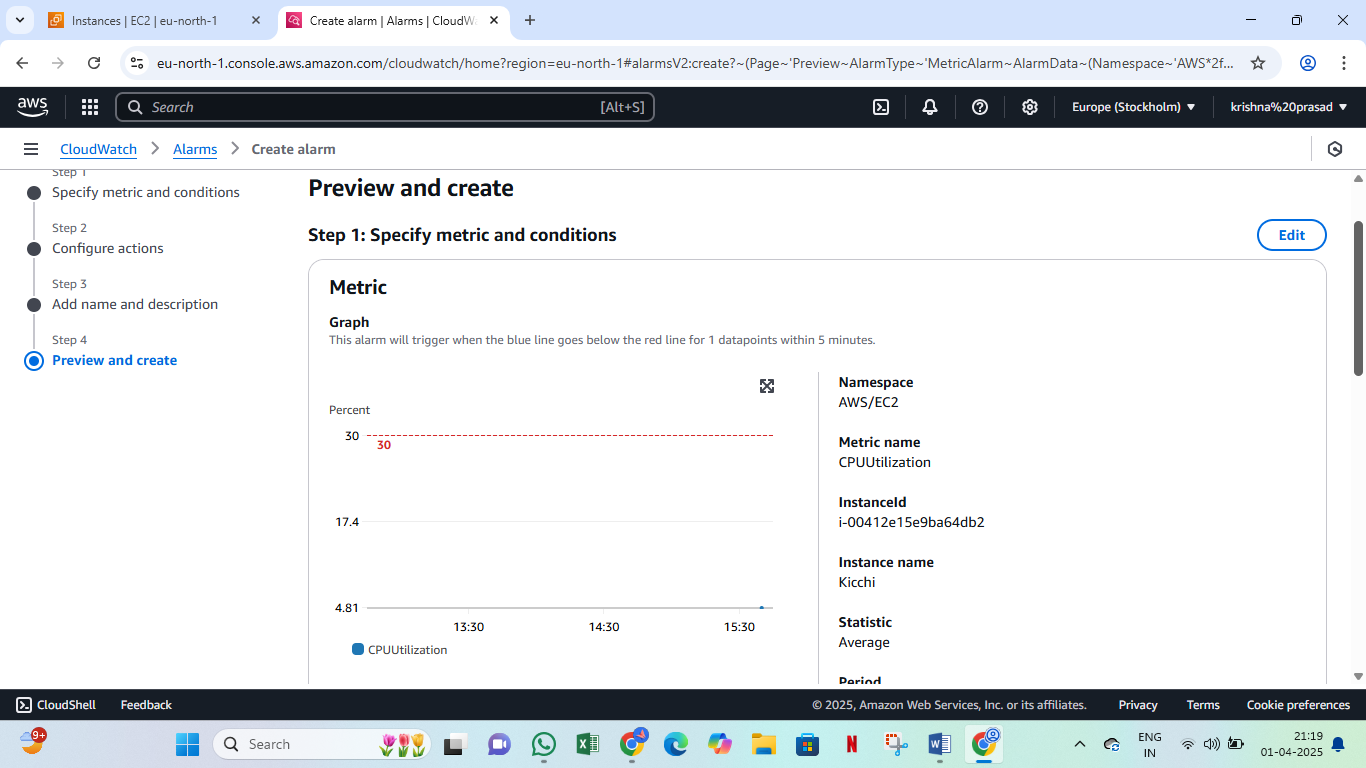 Instances | EC2 | eu-north-1
Create alarm | Alarms | CloudW
eu-north-1.console.aws.amazon.com/cloudwatch/home?region=eu-north-1#alarmsV2:create?~(Page~'Preview~AlarmType~'MetricAlarm~AlarmData~(Namespace~'AWS*2f...
aws
Search [Alt+S]
Europe (Stockholm)
krishna%20prasad
CloudWatch
Alarms
Create alarm
Step 1
Specify metric and conditions
Step 2
Configure actions
Step 3
Add name and description
Step 4
Preview and create
Preview and create
Step 1: Specify metric and conditions
Edit
Metric
Graph
This alarm will trigger when the blue line goes below the red line for 1 datapoints within 5 minutes.
Percent
30
30
17.4
4.81
13:30 14:30 15:30
CPUUtilization
Namespace
AWS/EC2
Metric name
CPUUtilization
InstanceId
i-00412e15e9ba64db2
Instance name
Kicchi
Statistic
Average
Period
CloudShell
Feedback
© 2025, Amazon Web Services, Inc. or its affiliates.
Privacy
Terms
Cookie preferences
9+
Search
ENG
IN
21:19
01-04-2025